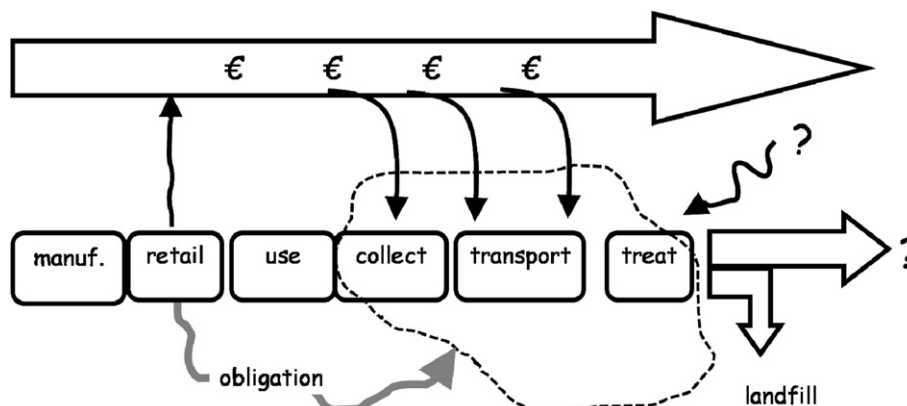 € € € €
?
manuf. retail use collect transport treat
?
obligation
landfill